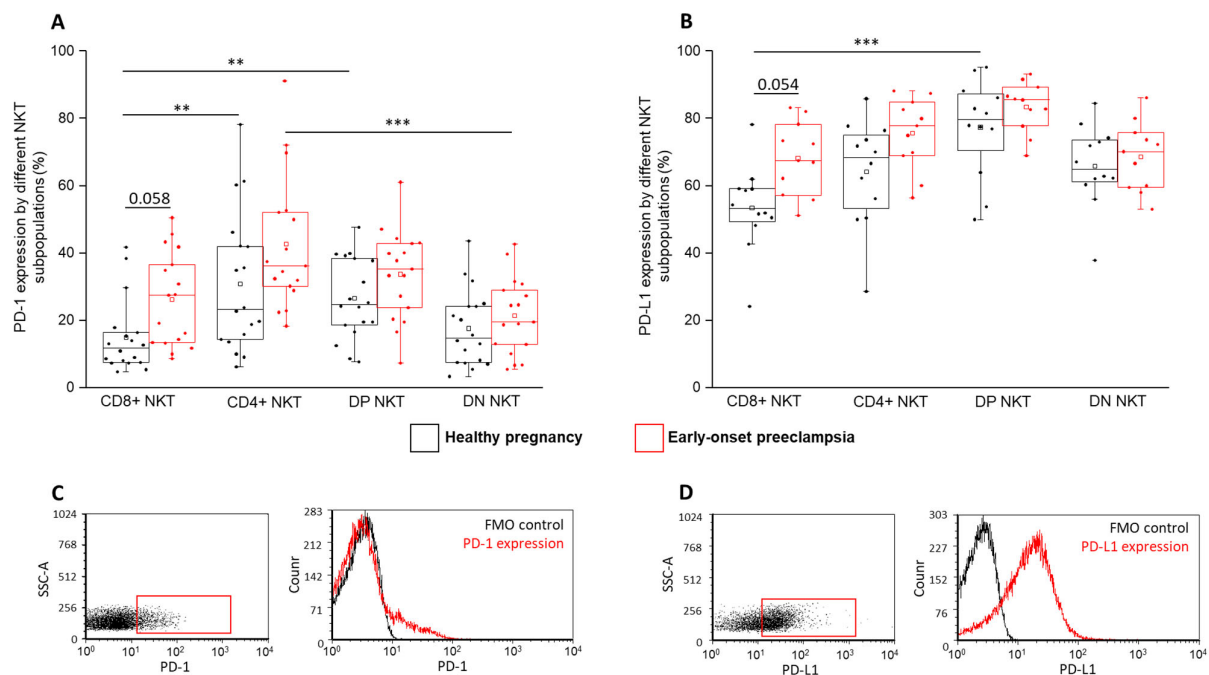 A
PD-1 expression by different NKT
subpopulations (%)
100
80
60
40
20
0
**
**
***
0.058
CD8+ NKT
CD4+ NKT
DP NKT
DN NKT
B
PD-L1 expression by different NKT
subpopulations (%)
100
80
60
40
20
0
***
0.054
CD8+ NKT
CD4+ NKT
DP NKT
DN NKT
Healthy pregnancy
Early-onset preeclampsia
C
SSC-A
1024
768
512
256
0
10⁰ 10¹ 10² 10³ 10⁴
PD-1
Counr
283
212
142
71
0
FMO control
PD-1 expression
10⁰ 10¹ 10² 10³ 10⁴
PD-1
D
SSC-A
1024
768
512
256
0
10⁰ 10¹ 10² 10³ 10⁴
PD-L1
Counr
303
227
152
76
0
FMO control
PD-L1 expression
10⁰ 10¹ 10² 10³ 10⁴
PD-L1